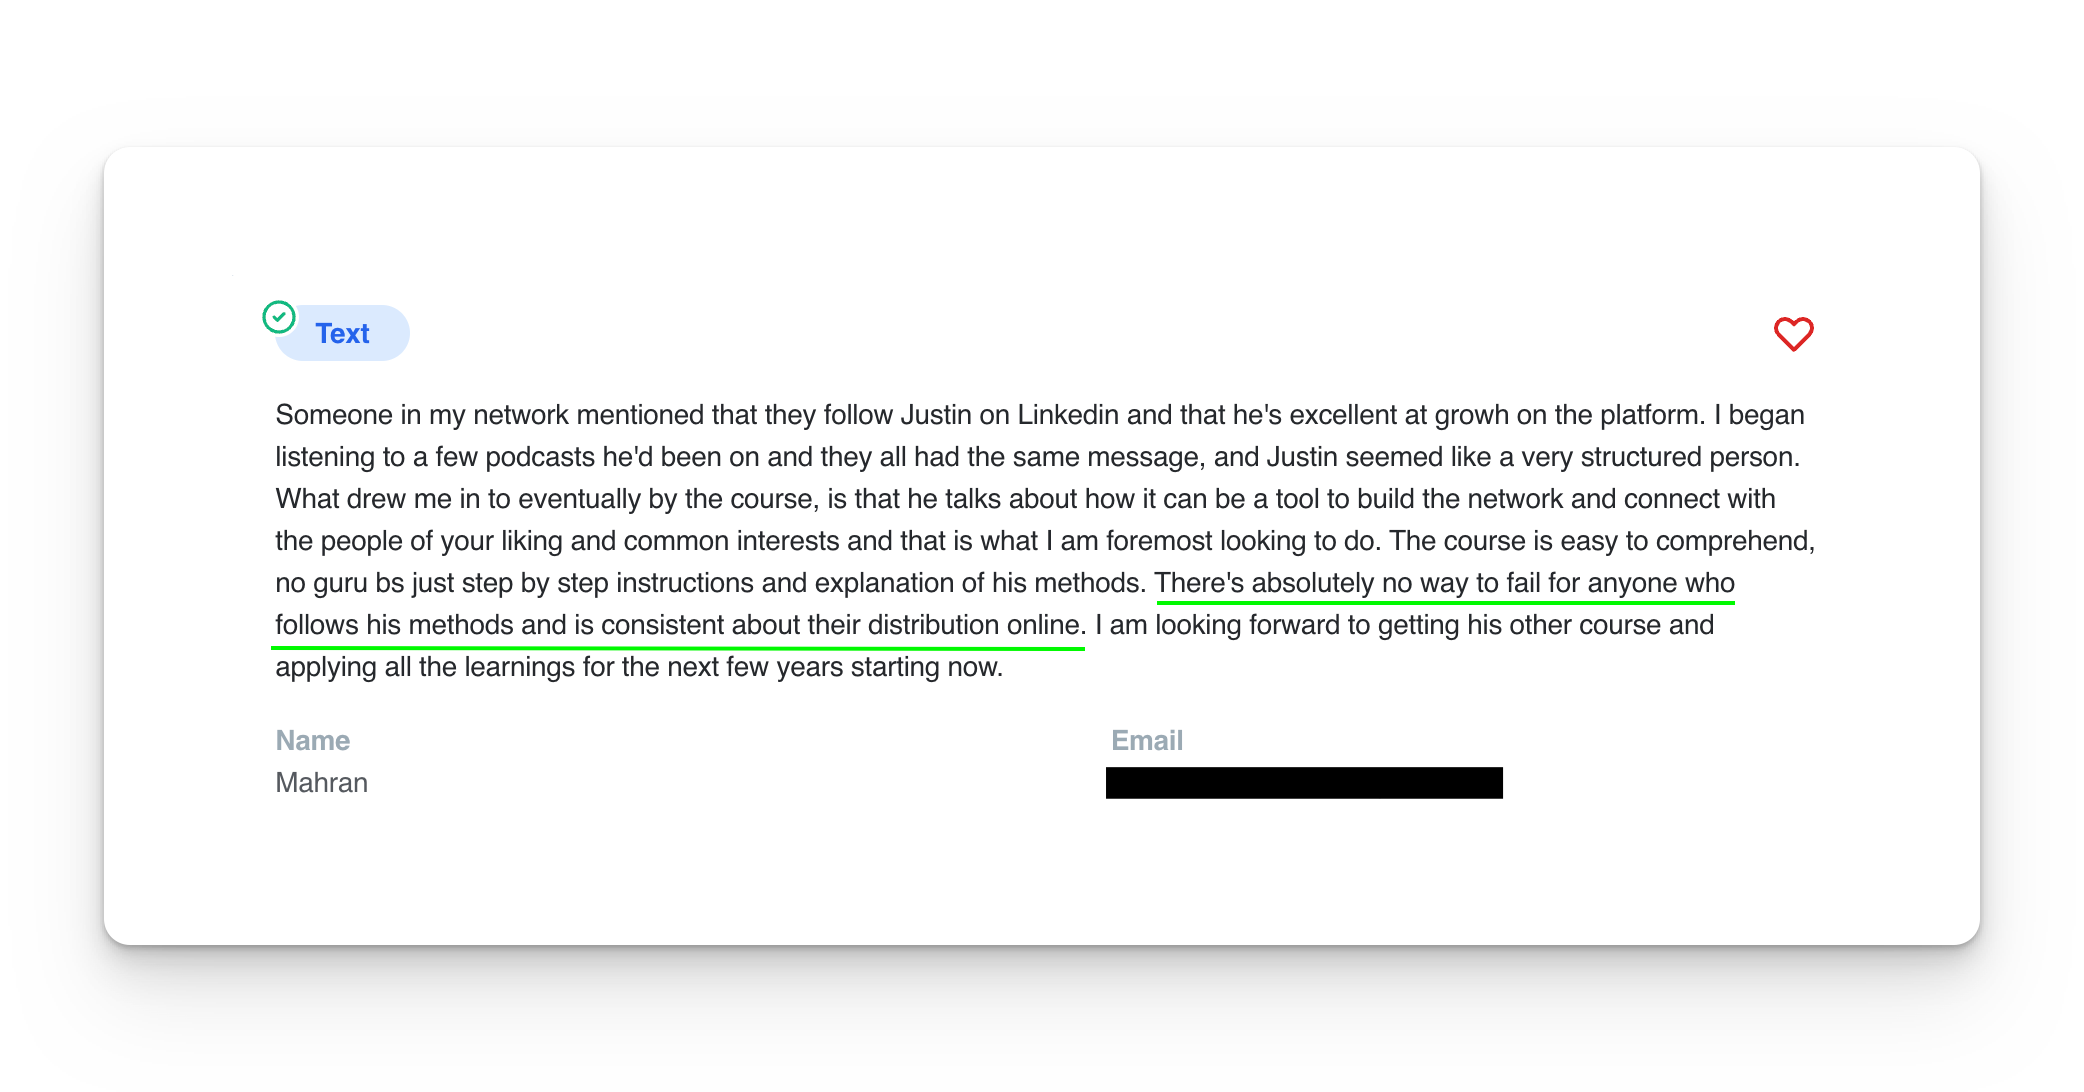 Text
Someone in my network mentioned that they follow Justin on Linkedin and that he's excellent at growh on the platform. I began
listening to a few podcasts he'd been on and they all had the same message, and Justin seemed like a very structured person.
What drew me in to eventually by the course, is that he talks about how it can be a tool to build the network and connect with
the people of your liking and common interests and that is what I am foremost looking to do. The course is easy to comprehend,
no guru bs just step by step instructions and explanation of his methods. There's absolutely no way to fail for anyone who
follows his methods and is consistent about their distribution online. I am looking forward to getting his other course and
applying all the learnings for the next few years starting now.
Name
Email
Mahran